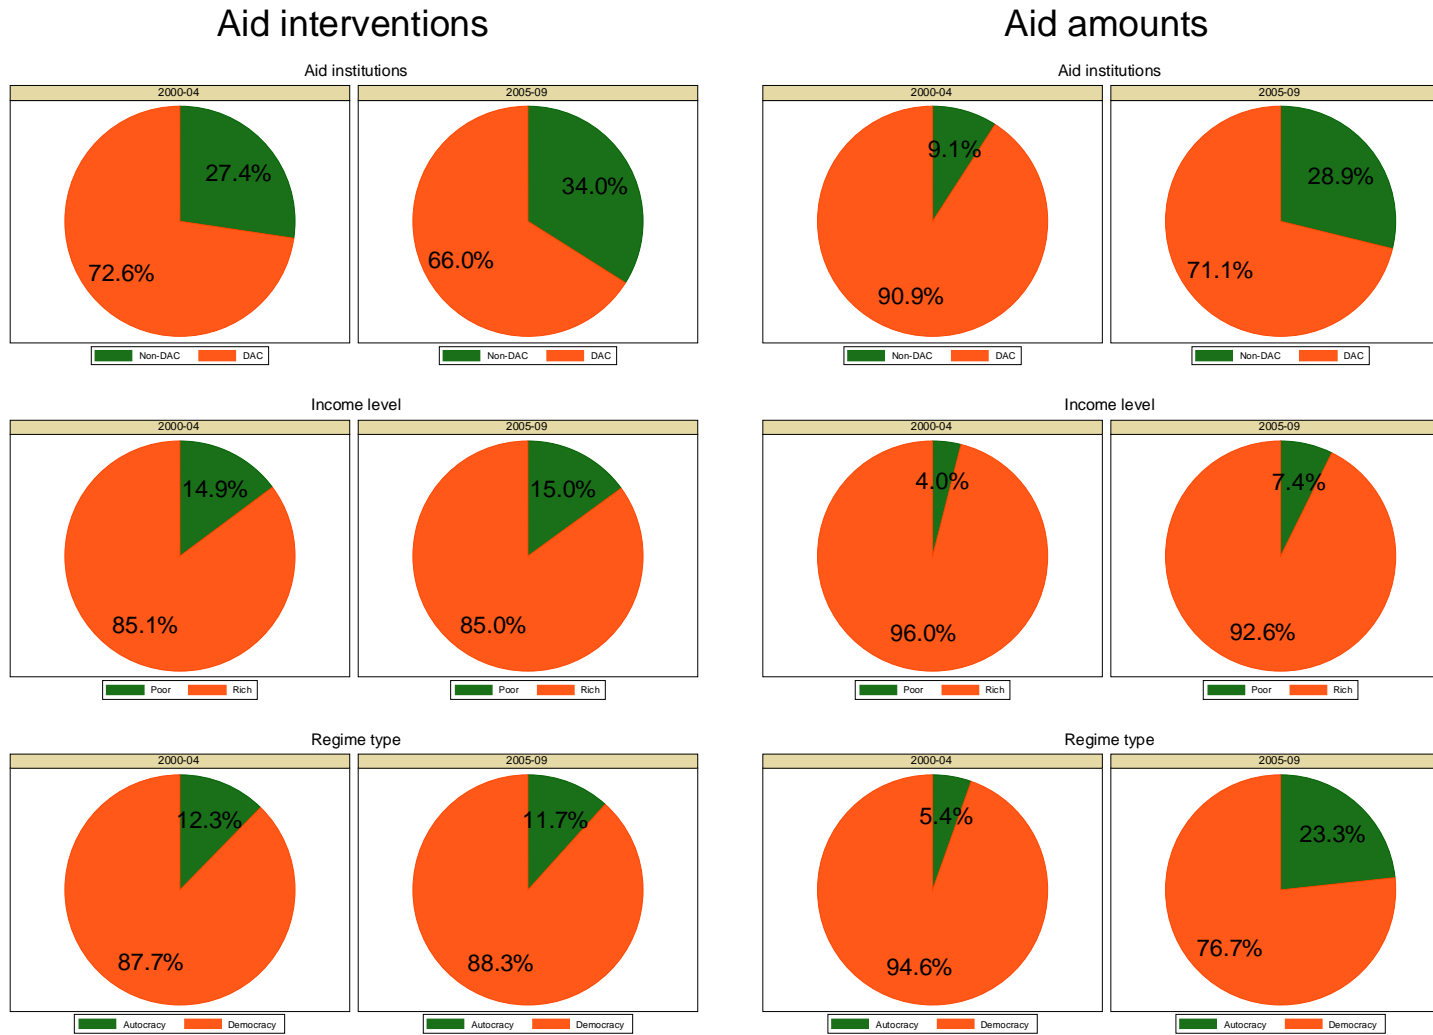 Aid interventions
Aid amounts
Aid institutions
2000-04
2005-09
27.4%
72.6%
34.0%
66.0%
Non-DAC DAC
Non-DAC DAC
Aid institutions
2000-04
2005-09
9.1%
90.9%
28.9%
71.1%
Non-DAC DAC
Non-DAC DAC
Income level
2000-04
2005-09
14.9%
85.1%
15.0%
85.0%
Poor Rich
Poor Rich
Income level
2000-04
2005-09
4.0%
96.0%
7.4%
92.6%
Poor Rich
Poor Rich
Regime type
2000-04
2005-09
12.3%
87.7%
11.7%
88.3%
Autocracy Democracy
Autocracy Democracy
Regime type
2000-04
2005-09
5.4%
94.6%
23.3%
76.7%
Autocracy Democracy
Autocracy Democracy